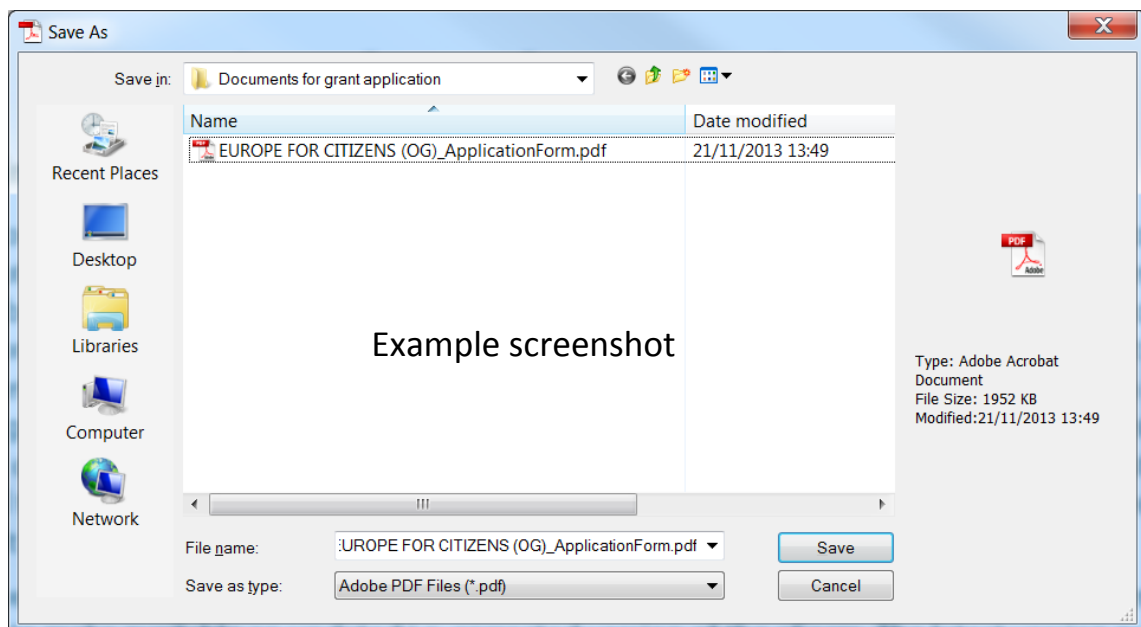 Save As
Save in: Documents for grant application
Name Date modified
EUROPE FOR CITIZENS (OG)_ApplicationForm.pdf 21/11/2013 13:49
Recent Places
Desktop
Libraries
Computer
Network
Example screenshot
PDF
Adobe
Type: Adobe Acrobat
Document
File Size: 1952 KB
Modified:21/11/2013 13:49
File name: :UROPE FOR CITIZENS (OG)_ApplicationForm.pdf Save
Save as type: Adobe PDF Files (*.pdf) Cancel